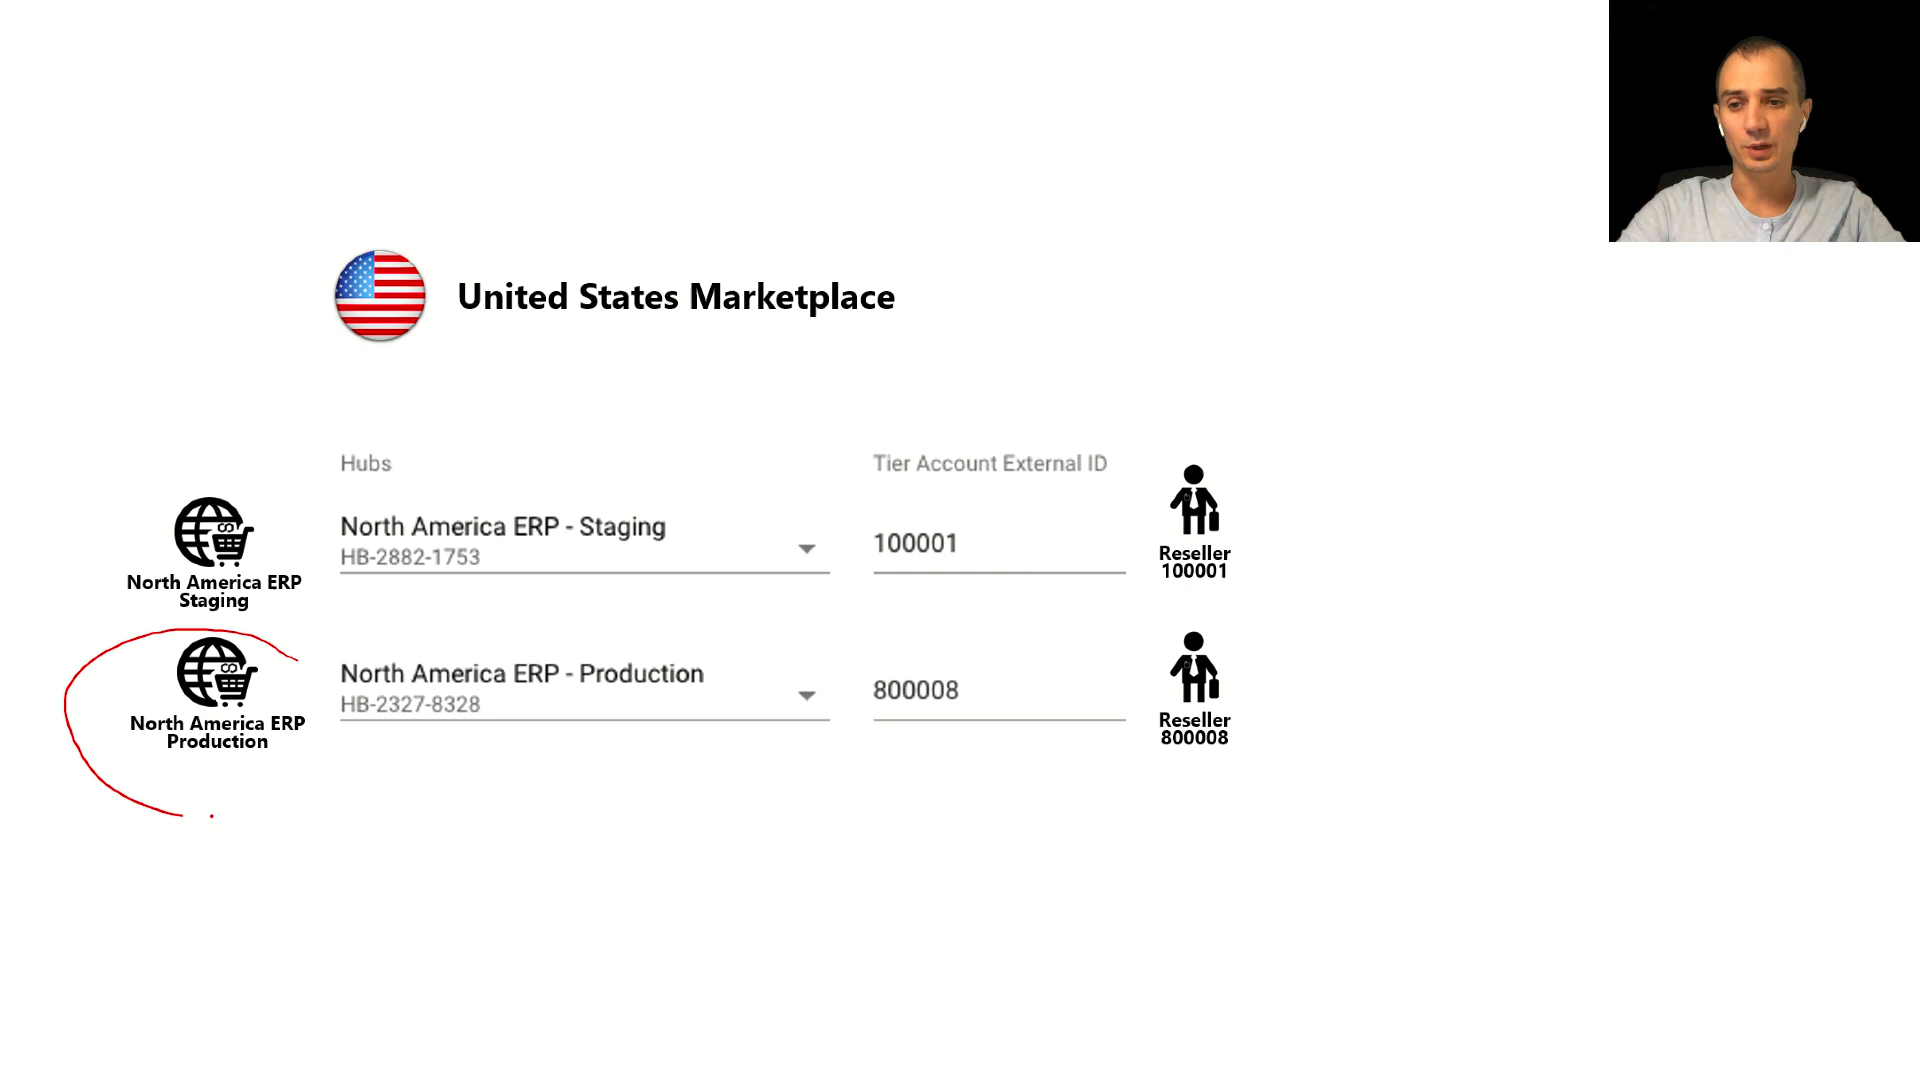 United States Marketplace
Hubs
Tier Account External ID
North America ERP - Staging
HB-2882-1753
100001
Reseller
100001
North America ERP
Staging
North America ERP - Production
HB-2327-8328
800008
Reseller
800008
North America ERP
Production